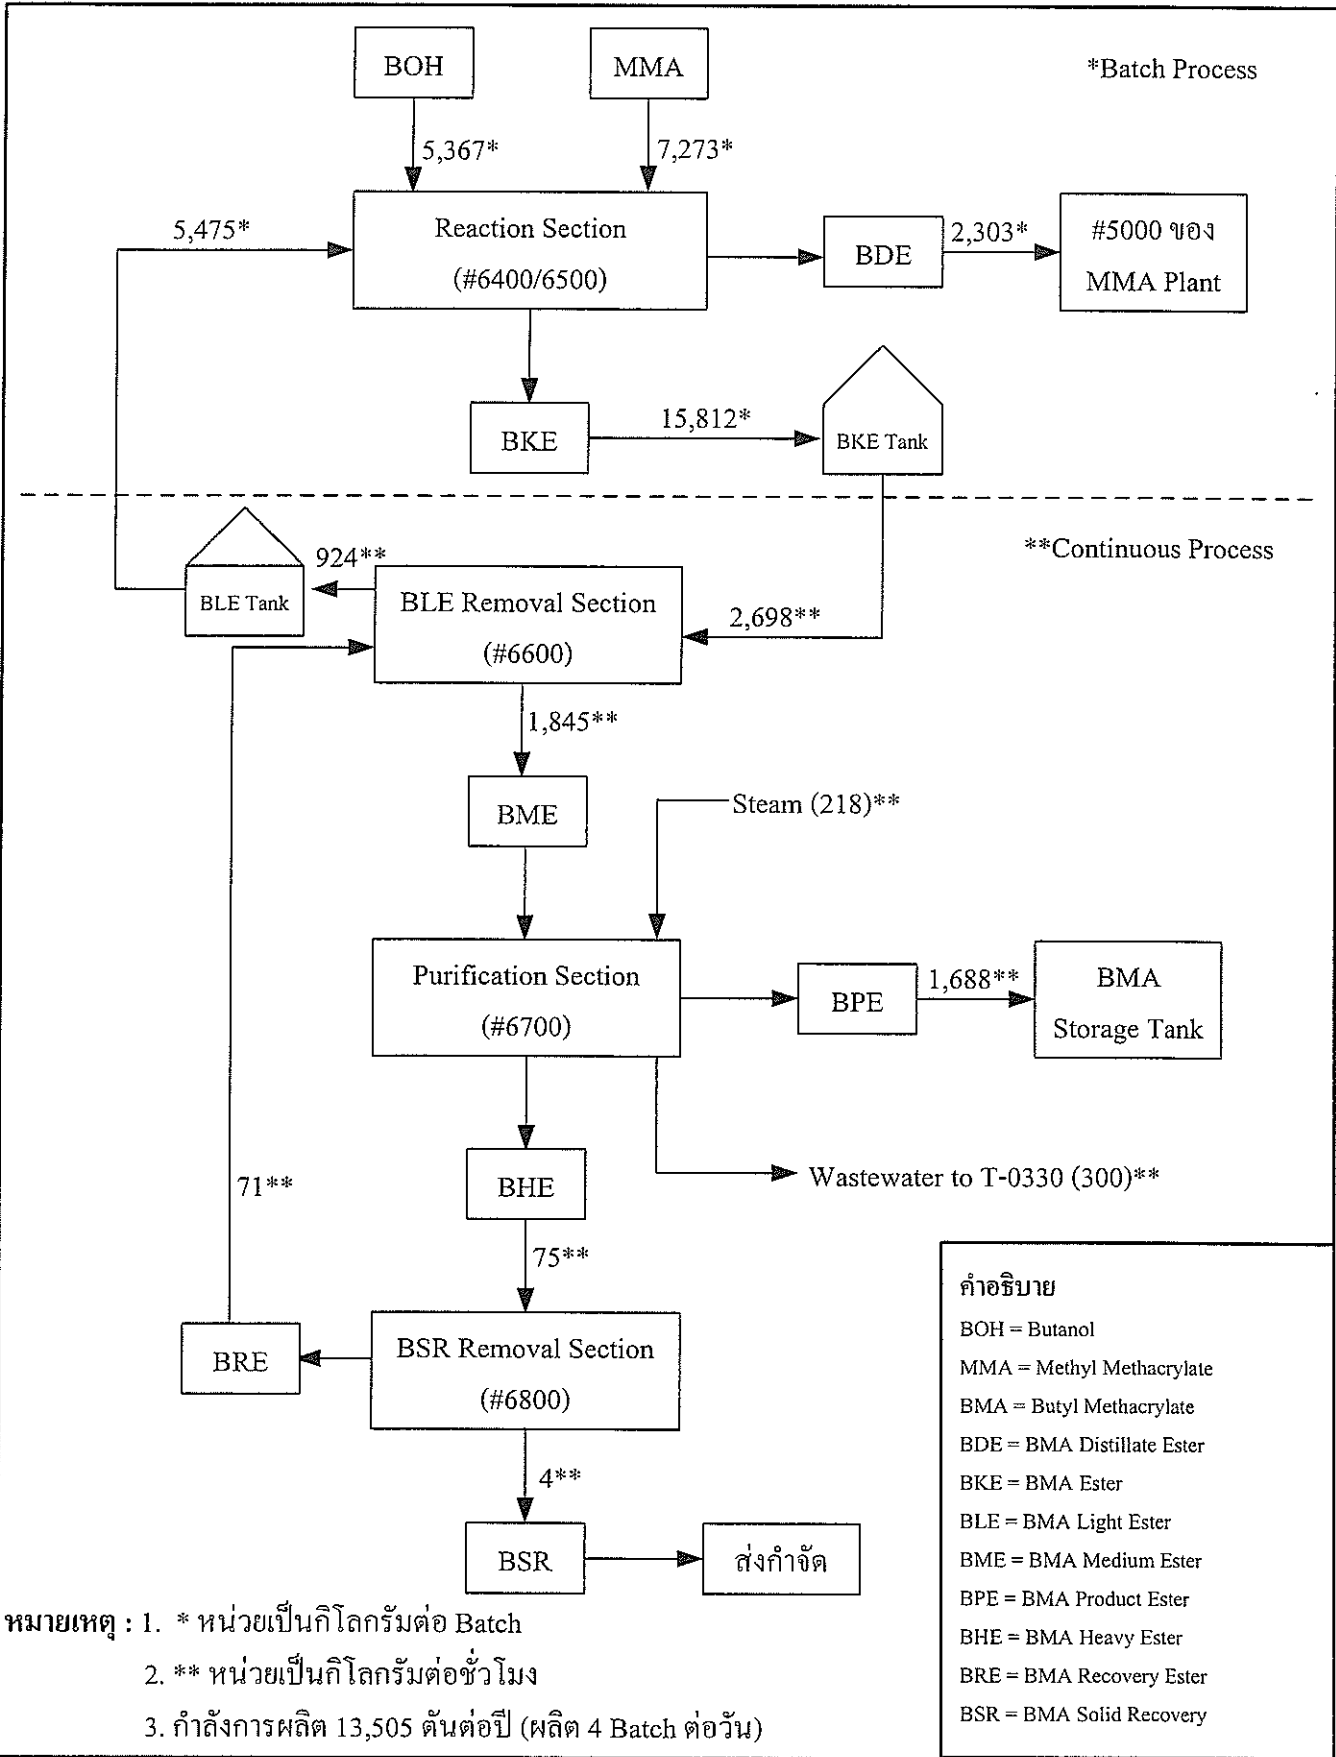 BOH
MMA
*Batch Process
5,367*
7,273*
5,475*
Reaction Section
(#6400/6500)
BDE
2,303*
#5000 ของ
MMA Plant
BKE
15,812*
BKE Tank
**Continuous Process
BLE Tank
924**
BLE Removal Section
(#6600)
2,698**
1,845**
BME
Steam (218)**
Purification Section
(#6700)
BPE
1,688**
BMA
Storage Tank
71**
BHE
Wastewater to T-0330 (300)**
75**
BRE
BSR Removal Section
(#6800)
4**
BSR
ส่งกำจัด
คำอธิบาย
BOH = Butanol
MMA = Methyl Methacrylate
BMA = Butyl Methacrylate
BDE = BMA Distillate Ester
BKE = BMA Ester
BLE = BMA Light Ester
BME = BMA Medium Ester
BPE = BMA Product Ester
BHE = BMA Heavy Ester
BRE = BMA Recovery Ester
BSR = BMA Solid Recovery
หมายเหตุ : 1. * หน่วยเป็นกิโลกรัมต่อ Batch
2. ** หน่วยเป็นกิโลกรัมต่อชั่วโมง
3. กำลังการผลิต 13,505 ตันต่อปี (ผลิต 4 Batch ต่อวัน)